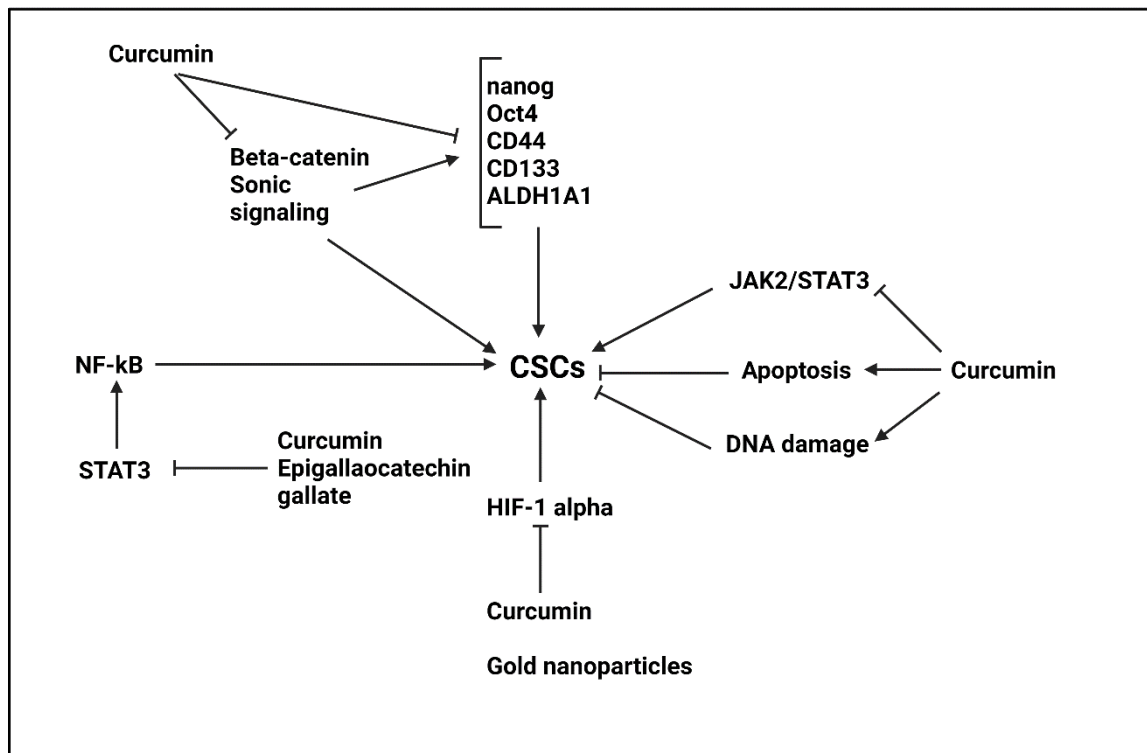 Curcumin
nanog
Oct4
CD44
CD133
ALDH1A1
Beta-catenin
Sonic
signaling
JAK2/STAT3
NF-kB
CSCs
Apoptosis
Curcumin
DNA damage
STAT3
Curcumin
Epigallaocatechin
gallate
HIF-1 alpha
Curcumin
Gold nanoparticles